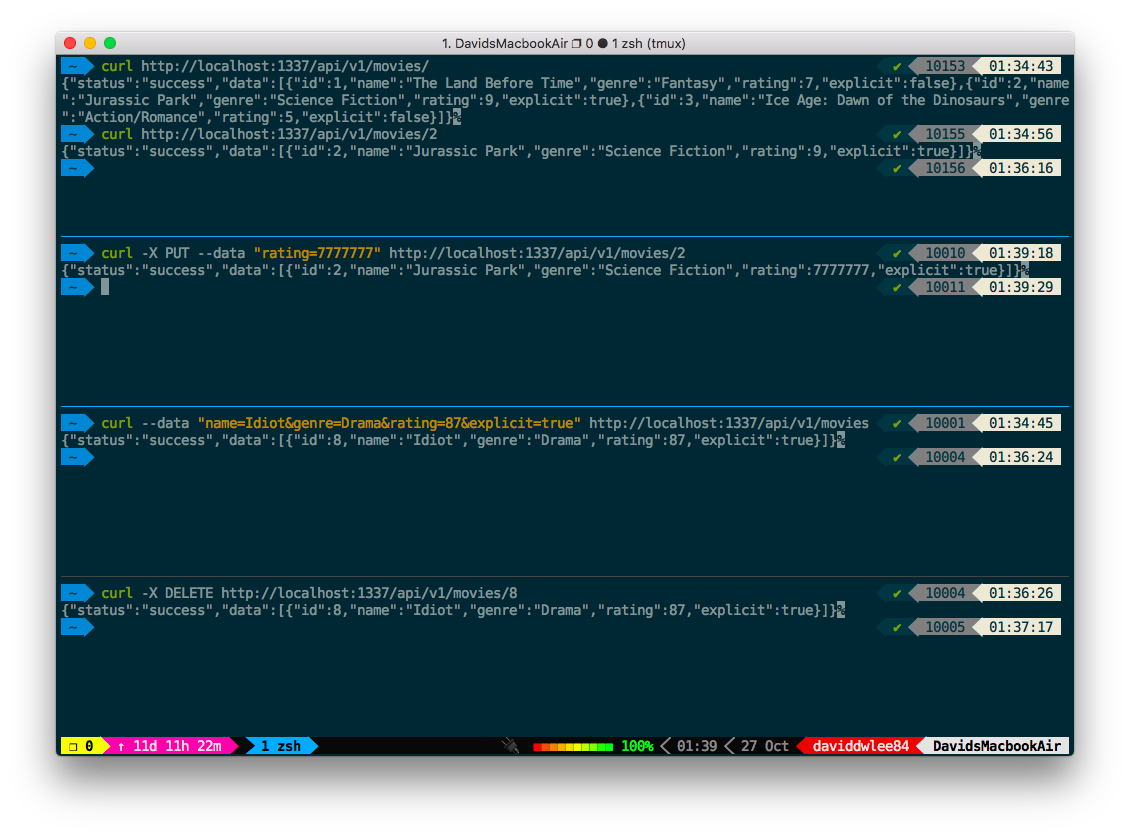 1. DavidsMacbookAir ❐ 0 ● 1 zsh (tmux)
~ curl http://localhost:1337/api/v1/movies/ ✔ 10153 01:34:43
{"status":"success","data":[{"id":1,"name":"The Land Before Time","genre":"Fantasy","rating":7,"explicit":false},{"id":2,"name
":"Jurassic Park","genre":"Science Fiction","rating":9,"explicit":true},{"id":3,"name":"Ice Age: Dawn of the Dinosaurs","genre
":"Action/Romance","rating":5,"explicit":false}]}%
~ curl http://localhost:1337/api/v1/movies/2 ✔ 10155 01:34:56
{"status":"success","data":[{"id":2,"name":"Jurassic Park","genre":"Science Fiction","rating":9,"explicit":true}]}%
~ ✔ 10156 01:36:16
~ curl -X PUT --data "rating=7777777" http://localhost:1337/api/v1/movies/2 ✔ 10010 01:39:18
{"status":"success","data":[{"id":2,"name":"Jurassic Park","genre":"Science Fiction","rating":7777777,"explicit":true}]}%
~ ✔ 10011 01:39:29
~ curl --data "name=Idiot&genre=Drama&rating=87&explicit=true" http://localhost:1337/api/v1/movies ✔ 10001 01:34:45
{"status":"success","data":[{"id":8,"name":"Idiot","genre":"Drama","rating":87,"explicit":true}]}%
~ ✔ 10004 01:36:24
~ curl -X DELETE http://localhost:1337/api/v1/movies/8 ✔ 10004 01:36:26
{"status":"success","data":[{"id":8,"name":"Idiot","genre":"Drama","rating":87,"explicit":true}]}%
~ ✔ 10005 01:37:17
❐ 0 ↑ 11d 11h 22m 1 zsh 100% 01:39 27 Oct daviddwlee84 DavidsMacbookAir